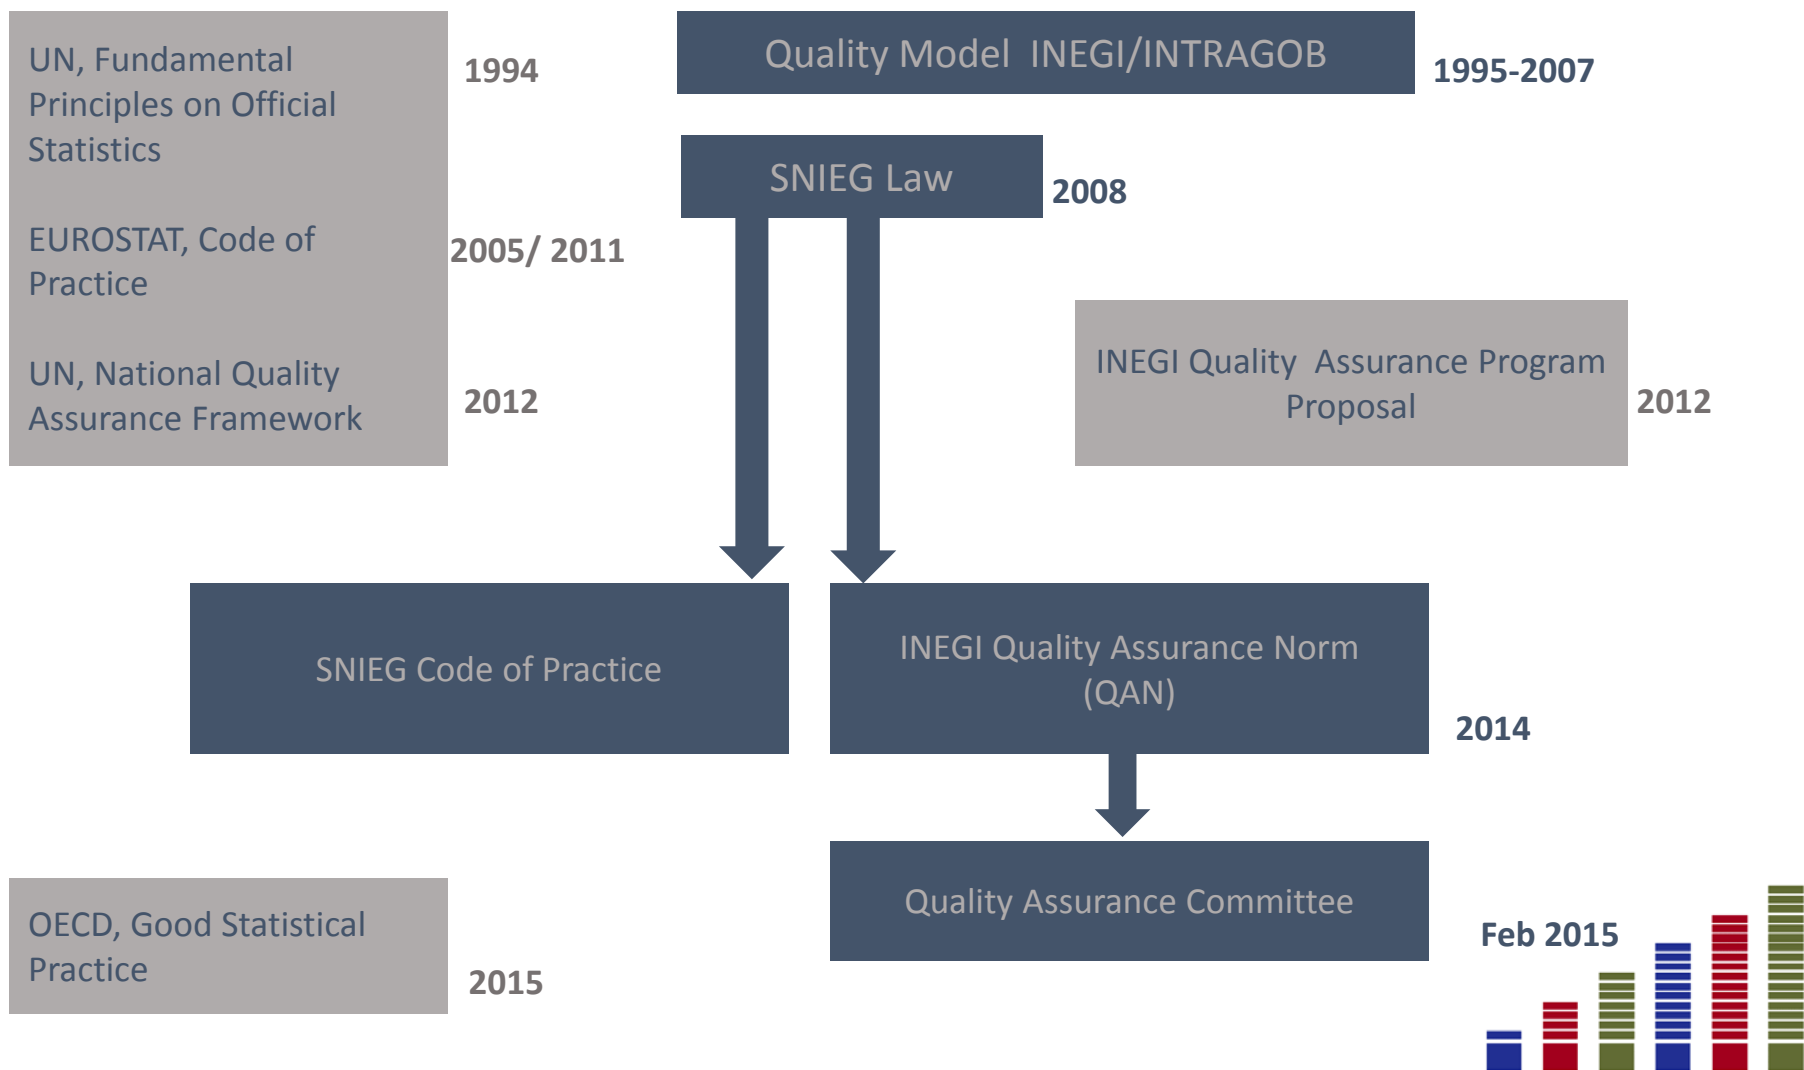 UN, Fundamental
Principles on Official
Statistics
1994
EUROSTAT, Code of
Practice
2005/ 2011
UN, National Quality
Assurance Framework
2012
Quality Model  INEGI/INTRAGOB
1995-2007
SNIEG Law
2008
INEGI Quality  Assurance Program
Proposal
2012
SNIEG Code of Practice
INEGI Quality Assurance Norm
(QAN)
2014
Quality Assurance Committee
Feb 2015
OECD, Good Statistical
Practice
2015